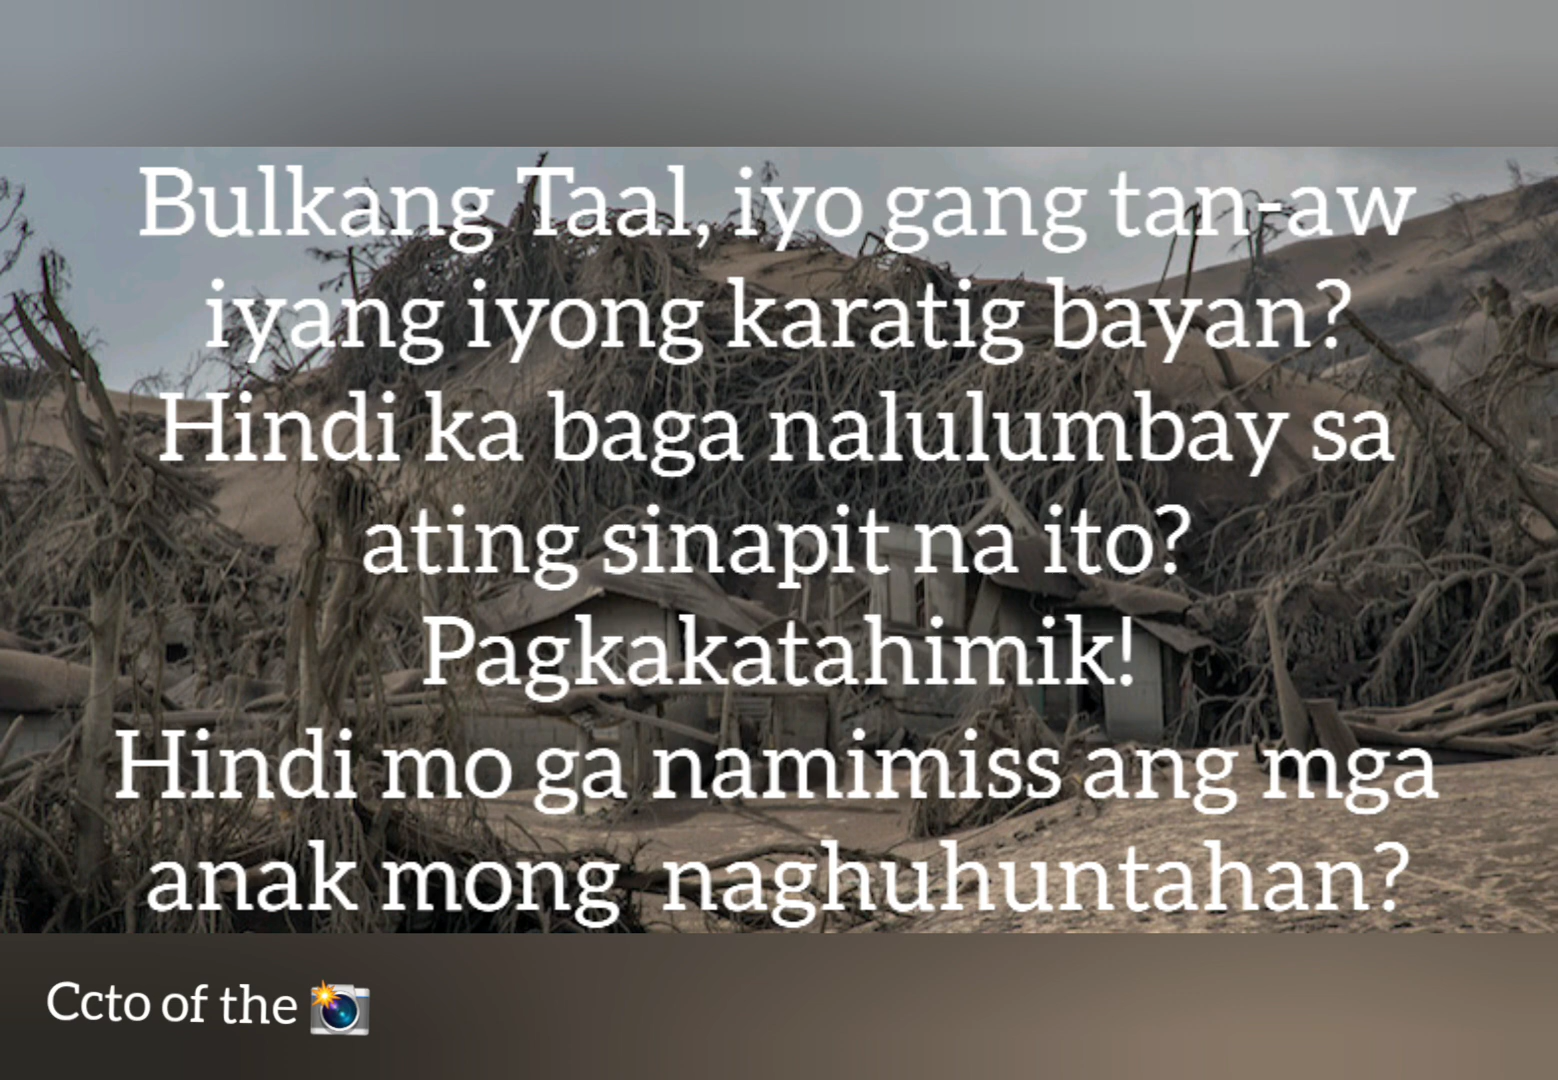 Bulkang Taal, iyo gang tan-aw
iyang iyong karatig bayan?
Hindi ka baga nalulumbay sa
ating sinapit na ito?
Pagkakatahimik!
Hindi mo ga namimiss ang mga
anak mong naghuhuntahan?
Ccto of the 📸